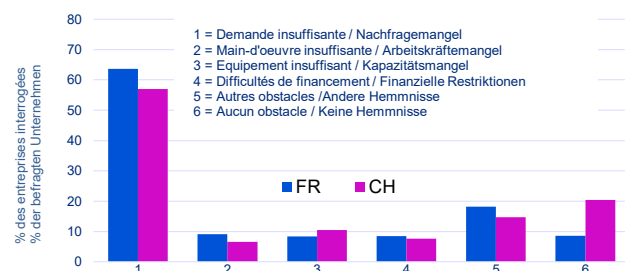 80
70
60
50
40
30
20
10
0
% des entreprises interrogées
% der befragten Unternehmen
1 = Demande insuffisante / Nachfragemangel
2 = Main-d'oeuvre insuffisante / Arbeitskräftemangel
3 = Equipement insuffisant / Kapazitätsmangel
4 = Difficultés de financement / Finanzielle Restriktionen
5 = Autres obstacles /Andere Hemmnisse
6 = Aucun obstacle / Keine Hemmnisse
FR CH
1 2 3 4 5 6